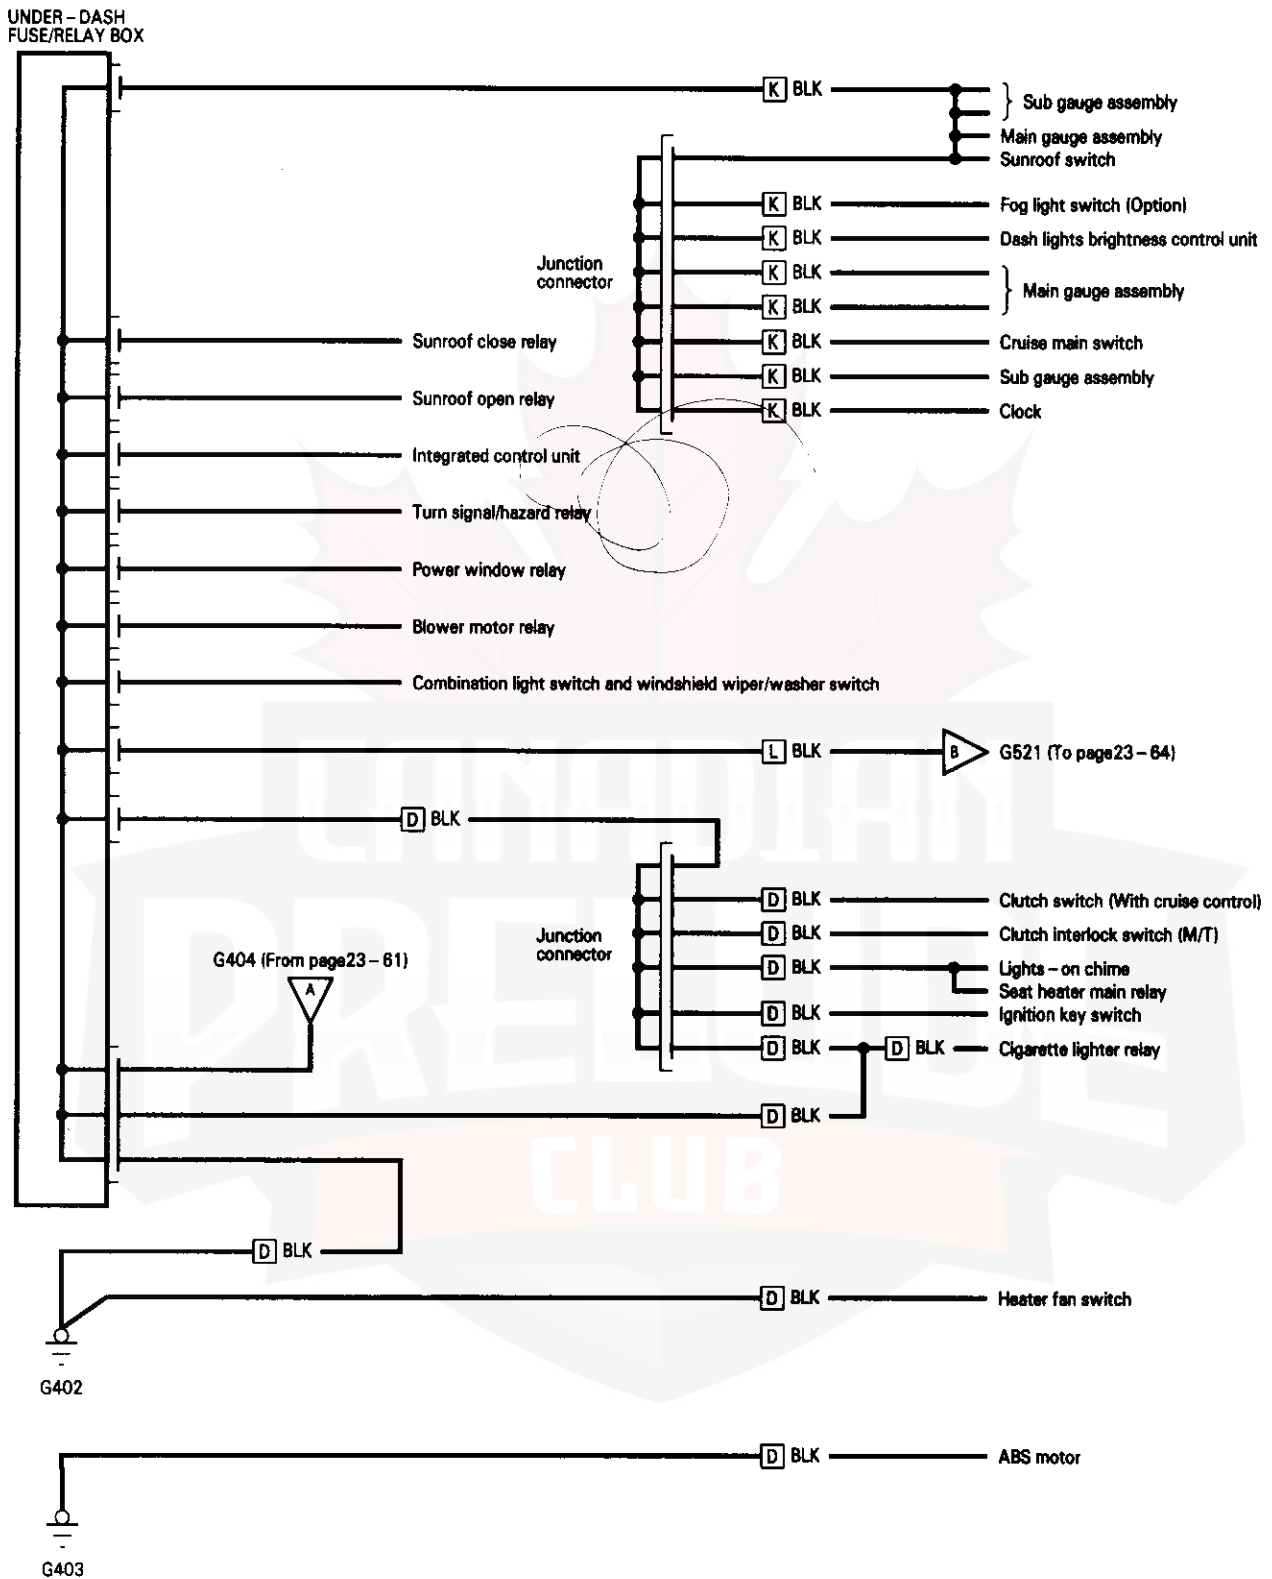 UNDER – DASH
FUSE/RELAY BOX
K BLK
Sub gauge assembly
Main gauge assembly
Sunroof switch
K BLK Fog light switch (Option)
K BLK Dash lights brightness control unit
Junction
connector
K BLK
K BLK
Main gauge assembly
Sunroof close relay
K BLK Cruise main switch
K BLK Sub gauge assembly
Sunroof open relay
K BLK Clock
Integrated control unit
Turn signal/hazard relay
Power window relay
Blower motor relay
Combination light switch and windshield wiper/washer switch
L BLK B G521 (To page23 – 64)
D BLK
Junction
connector
D BLK Clutch switch (With cruise control)
D BLK Clutch interlock switch (M/T)
D BLK Lights – on chime
Seat heater main relay
D BLK Ignition key switch
D BLK D BLK Cigarette lighter relay
G404 (From page23 – 61)
A
D BLK
D BLK
D BLK Heater fan switch
G402
D BLK ABS motor
G403
CANADIAN
PRELUDE
CLUB